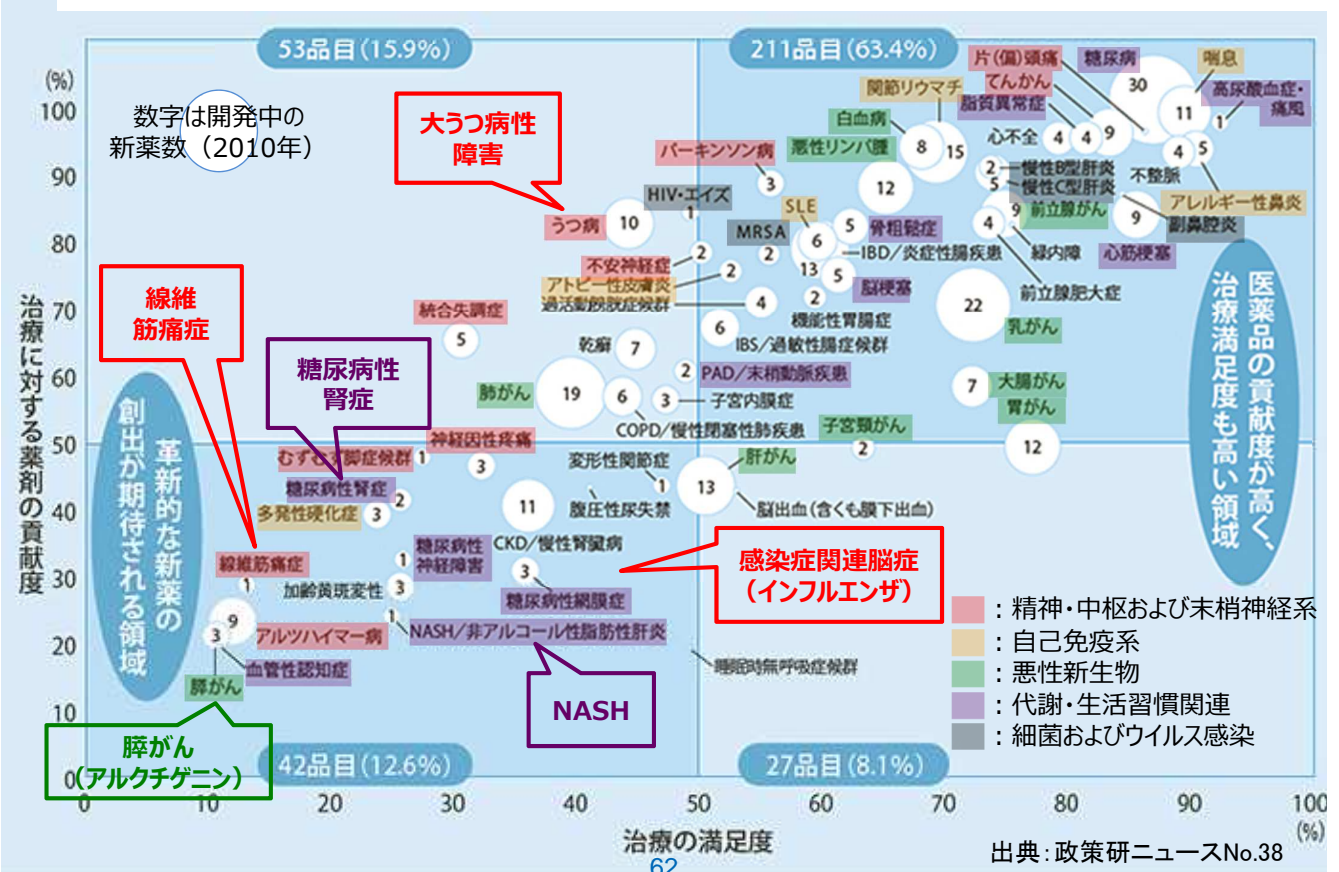 53品目(15.9%)
211品目(63.4%)
(%)
100
90
80
70
60
50
40
30
20
10
0
治療に対する薬剤の貢献度
数字は開発中の
新薬数（2010年）
大うつ病性
障害
線維
筋痛症
糖尿病性
腎症
片(偏)頭痛
てんかん
糖尿病
30
喘息
11
高尿酸血症・
痛風
1
関節リウマチ
15
脂質異常症
白血病
8
悪性リンパ腫
12
心不全
4
4
9
4
5
不整脈
アレルギー性鼻炎
副鼻腔炎
2
慢性B型肝炎
5
慢性C型肝炎
9
前立腺がん
4
緑内障
9
心筋梗塞
前立腺肥大症
パーキンソン病
3
HIV・エイズ
1
うつ病
10
SLE
6
5
骨粗鬆症
MRSA
2
IBD/炎症性腸疾患
13
5
脳梗塞
不安神経症
2
アトピー性皮膚炎
2
過活動膀胱症候群
4
2
機能性胃腸症
22
乳がん
統合失調症
5
乾癬
7
6
IBS/過敏性腸症候群
2
PAD/末梢動脈疾患
肺がん
19
6
3
子宮内膜症
COPD/慢性閉塞性肺疾患
7
大腸がん
胃がん
12
子宮頸がん
2
神経因性疼痛
3
むずむず脚症候群
1
糖尿病性腎症
2
多発性硬化症
3
変形性関節症
1
肝がん
13
11
腹圧性尿失禁
脳出血(含くも膜下出血)
CKD/慢性腎臓病
糖尿病性
神経障害
1
線維筋痛症
1
加齢黄斑変性
3
3
糖尿病性網膜症
感染症関連脳症
（インフルエンザ）
9
アルツハイマー病
1
NASH/非アルコール性脂肪性肝炎
3
血管性認知症
膵がん
睡眠時無呼吸症候群
NASH
膵がん
（アルクチゲニン）
革新的な新薬の
創出が期待される領域
医薬品の貢献度が高く、
治療満足度も高い領域
：精神・中枢および末梢神経系
：自己免疫系
：悪性新生物
：代謝・生活習慣関連
：細菌およびウイルス感染
42品目(12.6%)
27品目(8.1%)
0 10 20 30 40 50 60 70 80 90 100
(%)
治療の満足度
62
出典：政策研ニュースNo.38